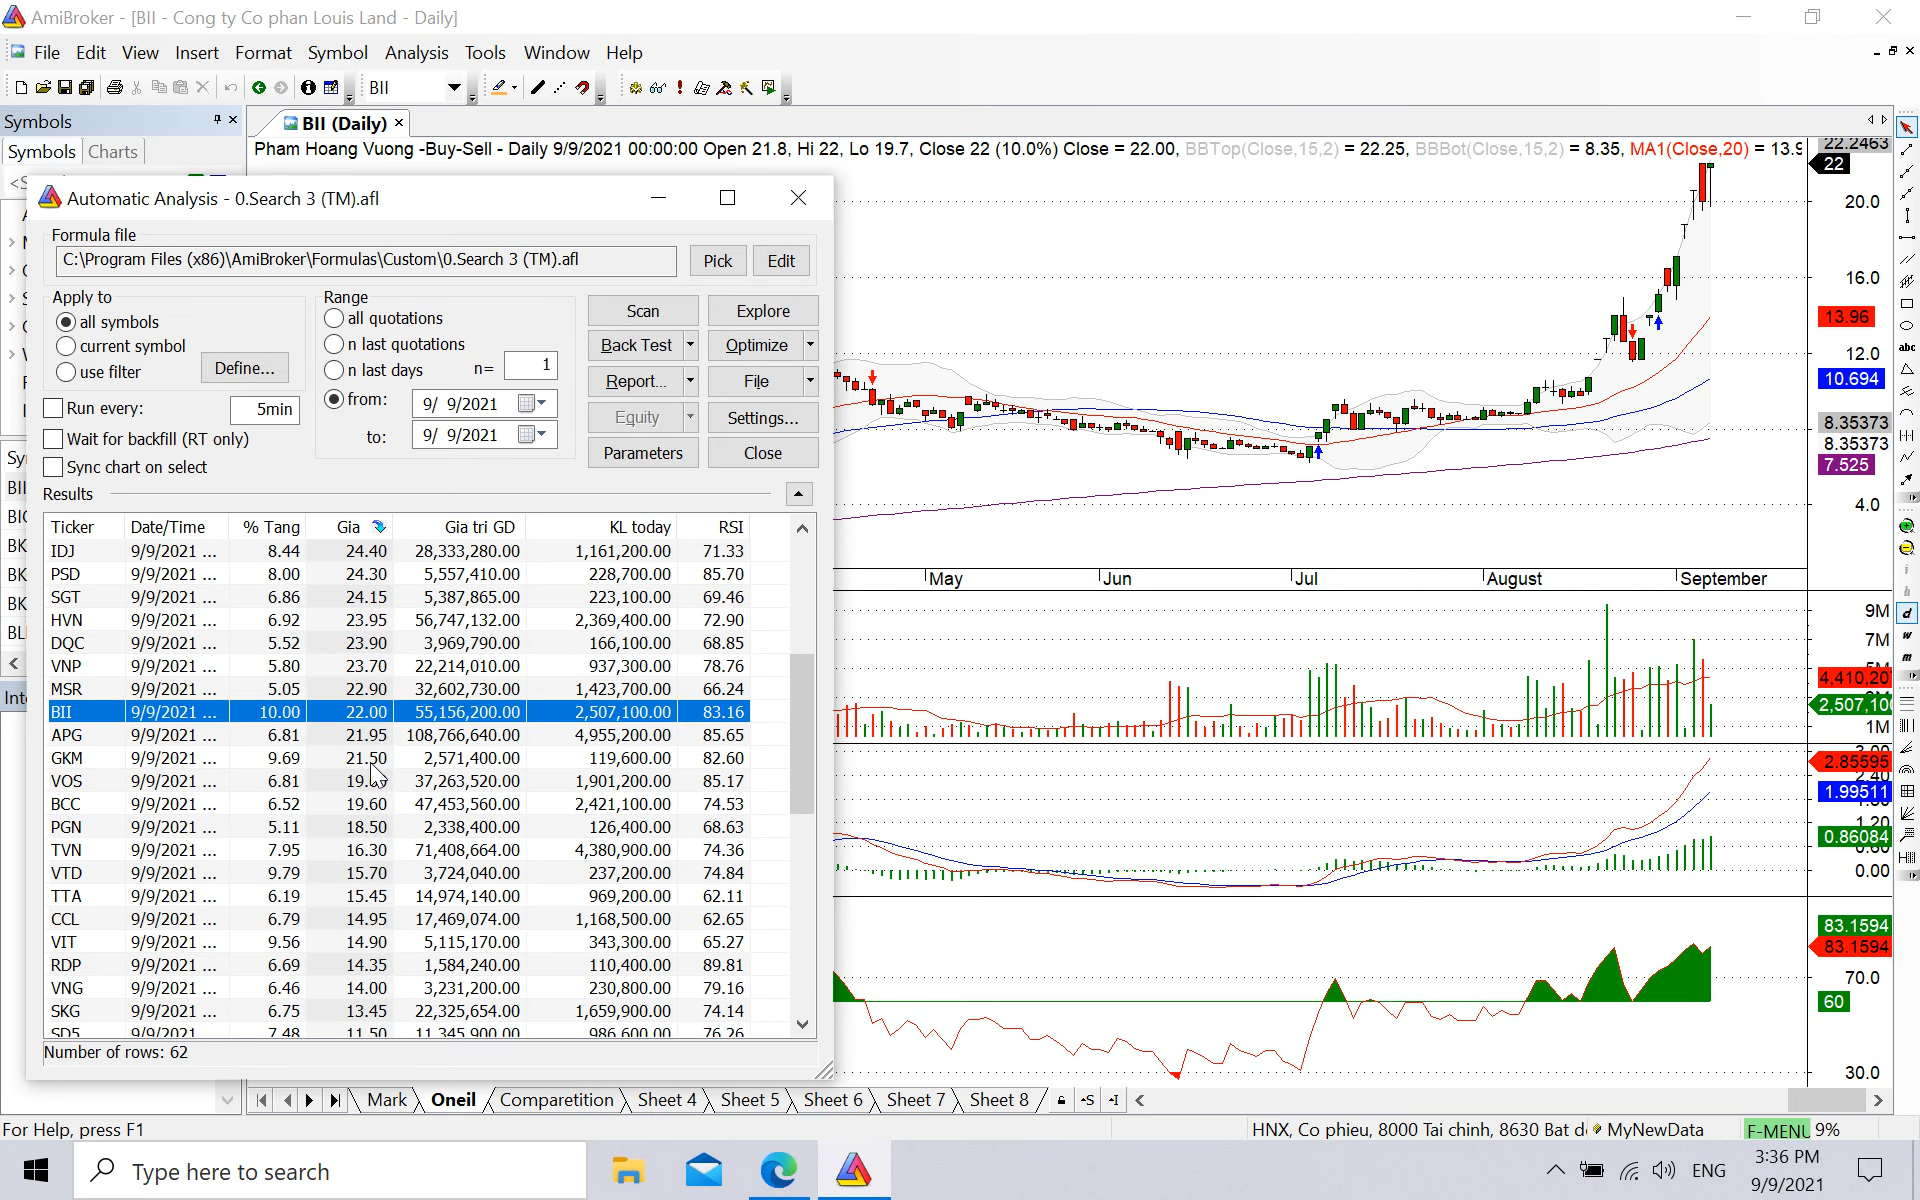 AmiBroker - [BII - Cong ty Co phan Louis Land - Daily]
File Edit View Insert Format Symbol Analysis Tools Window Help
BII
Symbols
BII (Daily)
Symbols Charts
Pham Hoang Vuong -Buy-Sell - Daily 9/9/2021 00:00:00 Open 21.8, Hi 22, Lo 19.7, Close 22 (10.0%) Close = 22.00, BBTop(Close,15,2) = 22.25, BBBot(Close,15,2) = 8.35, MA1(Close,20) = 13.9
Automatic Analysis - 0.Search 3 (TM).afl
Formula file
C:\Program Files (x86)\AmiBroker\Formulas\Custom\0.Search 3 (TM).afl
Pick Edit
Apply to
all symbols
current symbol
use filter
Define...
Range
all quotations
n last quotations
n last days n= 1
from: 9/ 9/2021
to: 9/ 9/2021
Scan Explore
Back Test Optimize
Report... File
Equity Settings...
Parameters Close
Run every: 5min
Wait for backfill (RT only)
Sync chart on select
Results
Ticker Date/Time % Tang Gia Gia tri GD KL today RSI
IDJ 9/9/2021 ... 8.44 24.40 28,333,280.00 1,161,200.00 71.33
PSD 9/9/2021 ... 8.00 24.30 5,557,410.00 228,700.00 85.70
SGT 9/9/2021 ... 6.86 24.15 5,387,865.00 223,100.00 69.46
HVN 9/9/2021 ... 6.92 23.95 56,747,132.00 2,369,400.00 72.90
DQC 9/9/2021 ... 5.52 23.90 3,969,790.00 166,100.00 68.85
VNP 9/9/2021 ... 5.80 23.70 22,214,010.00 937,300.00 78.76
MSR 9/9/2021 ... 5.05 22.90 32,602,730.00 1,423,700.00 66.24
BII 9/9/2021 ... 10.00 22.00 55,156,200.00 2,507,100.00 83.16
APG 9/9/2021 ... 6.81 21.95 108,766,640.00 4,955,200.00 85.65
GKM 9/9/2021 ... 9.69 21.50 2,571,400.00 119,600.00 82.60
VOS 9/9/2021 ... 6.81 37,263,520.00 1,901,200.00 85.17
BCC 9/9/2021 ... 6.52 19.60 47,453,560.00 2,421,100.00 74.53
PGN 9/9/2021 ... 5.11 18.50 2,338,400.00 126,400.00 68.63
TVN 9/9/2021 ... 7.95 16.30 71,408,664.00 4,380,900.00 74.36
VTD 9/9/2021 ... 9.79 15.70 3,724,040.00 237,200.00 74.84
TTA 9/9/2021 ... 6.19 15.45 14,974,140.00 969,200.00 62.11
CCL 9/9/2021 ... 6.79 14.95 17,469,074.00 1,168,500.00 62.65
VIT 9/9/2021 ... 9.56 14.90 5,115,170.00 343,300.00 65.27
RDP 9/9/2021 ... 6.69 14.35 1,584,240.00 110,400.00 89.81
VNG 9/9/2021 ... 6.46 14.00 3,231,200.00 230,800.00 79.16
SKG 9/9/2021 ... 6.75 13.45 22,325,654.00 1,659,900.00 74.14
SD5 9/9/2021 7.48 11.50 11,345,900.00 986,600.00 76.26
Number of rows: 62
22.2463
22
20.0
16.0
13.96
12.0
10.694
8.35373
8.35373
7.525
4.0
May Jun Jul August September
9M
7M
5M
4,410,20
2,507,10
1M
2.85595
2.40
1.99511
1.20
0.86084
0.00
83.1594
83.1594
70.0
60
30.0
abc
d
w
m
Mark Oneil Comparetition Sheet 4 Sheet 5 Sheet 6 Sheet 7 Sheet 8
For Help, press F1
HNX, Co phieu, 8000 Tai chinh, 8630 Bat MyNewData F-MENU 9%
Type here to search
ENG
3:36 PM
9/9/2021